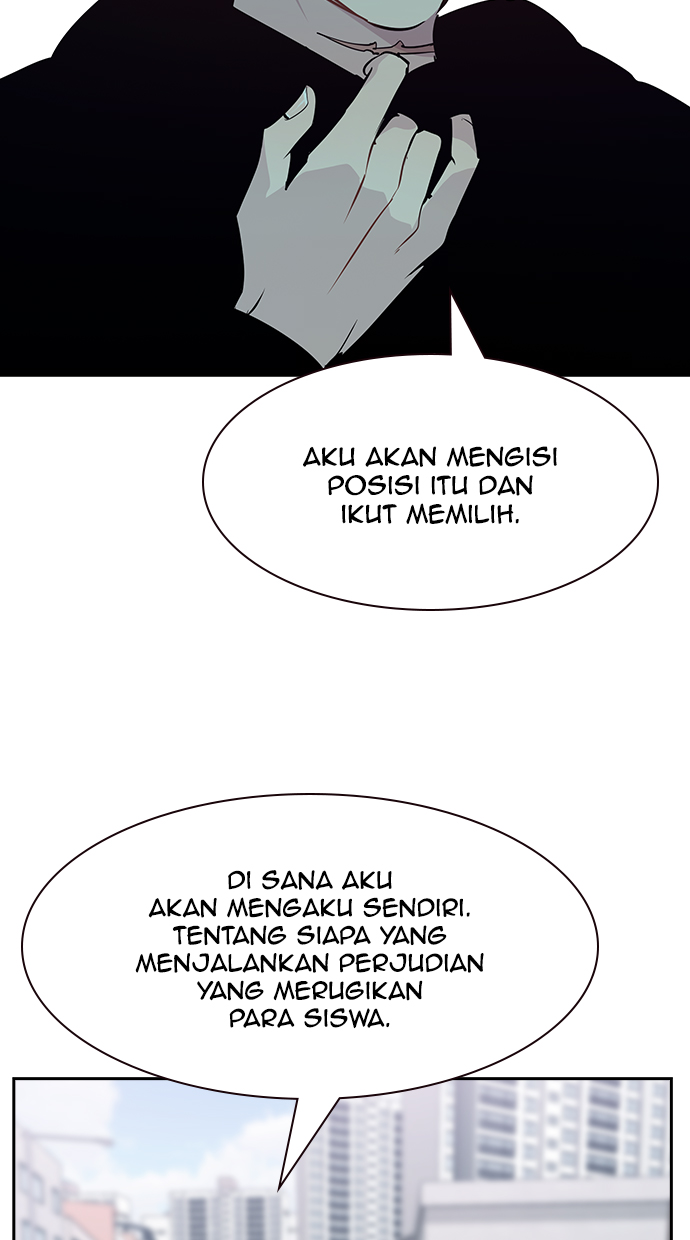 AKU AKAN MENGISI
POSISI ITU DAN
IKUT MEMILIH.
DI SANA AKU
AKAN MENGAKU SENDIRI.
TENTANG SIAPA YANG
MENJALANKAN PERJUDIAN
YANG MERUGIKAN
PARA SISWA.